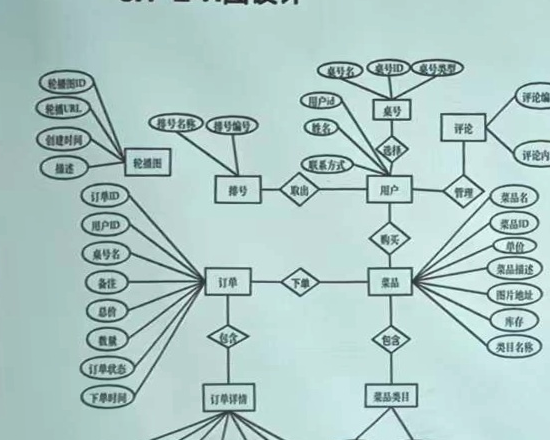 轮播图ID
轮播URL
创建时间
描述
轮播图
排号名称
排号编号
排号
取出
桌号名
桌号ID
桌号类型
桌号
选择
用户id
姓名
联系方式
用户
评论
管理
购买
订单ID
用户ID
桌号名
备注
总价
数量
订单状态
下单时间
订单
下单
菜品
菜品名
菜品ID
单价
菜品描述
图片地址
库存
类目名称
包含
包含
订单详情
菜品类目